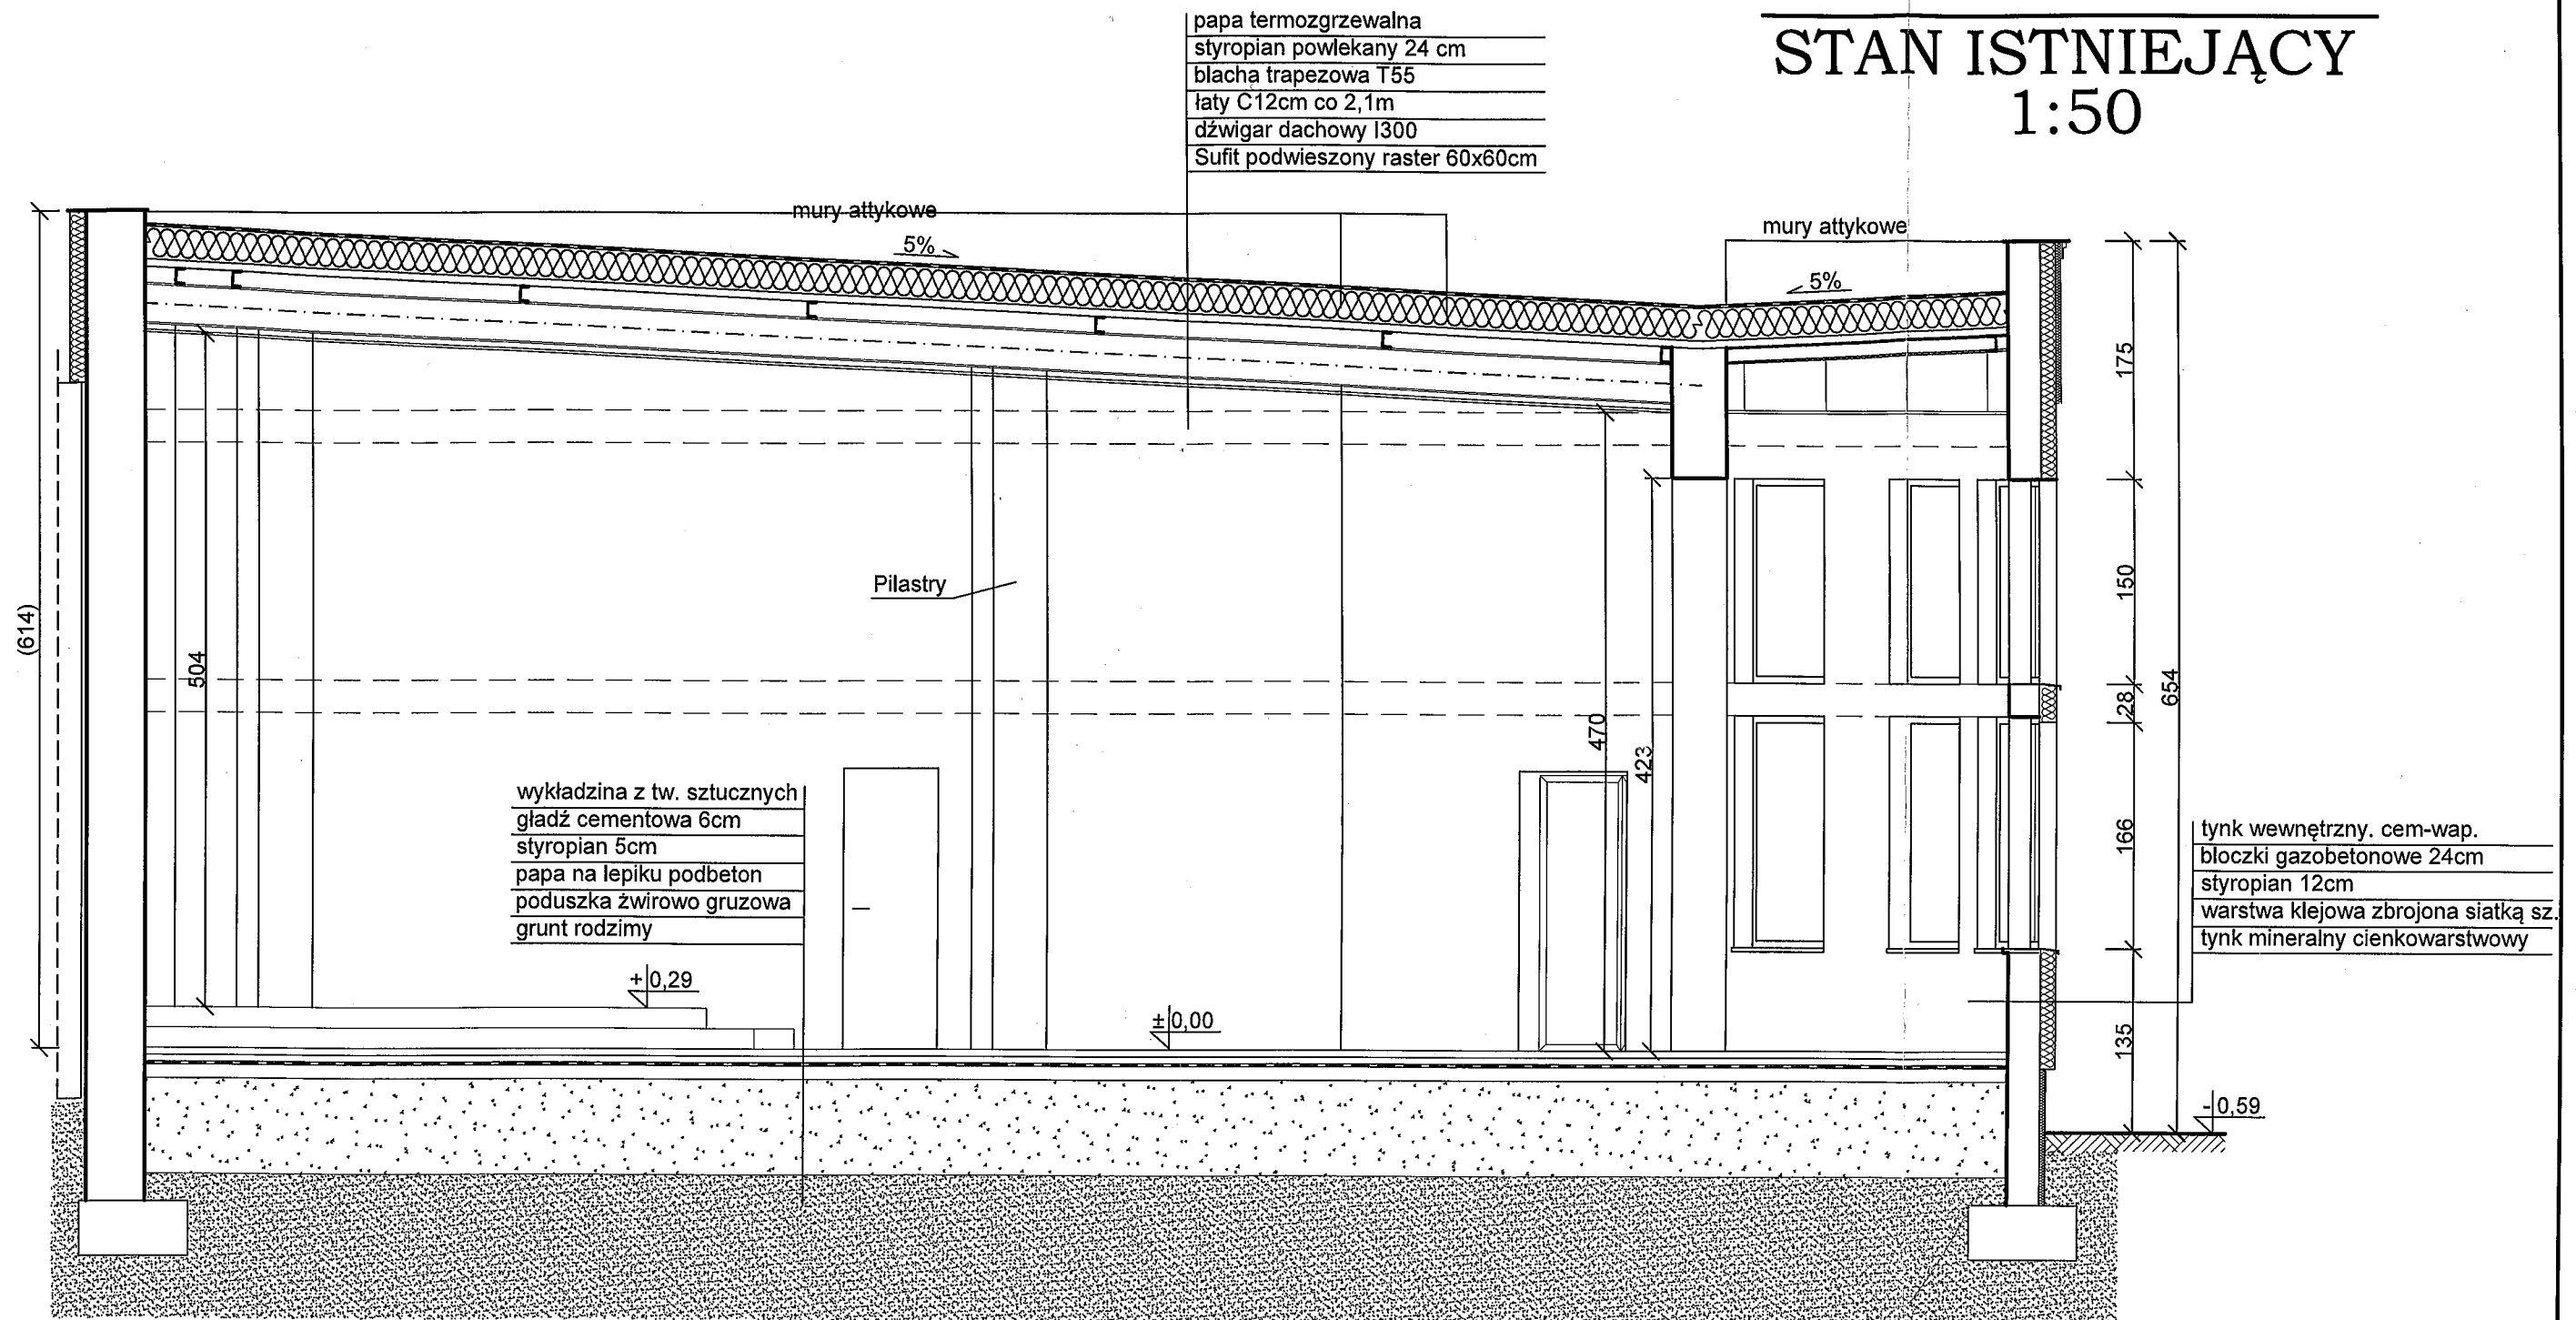 STAN ISTNIEJĄCY
1:50
papa termozgrzewalna
styropian powlekany 24 cm
blacha trapezowa T55
łaty C12cm co 2,1m
dźwigar dachowy I300
Sufit podwieszony raster 60x60cm
mury attykowe
mury attykowe
5%
5%
(614)
504
Pilastry
470
423
175
150
28
166
135
654
wykładzina z tw. sztucznych
gładź cementowa 6cm
styropian 5cm
papa na lepiku podbeton
poduszka żwirowo gruzowa
grunt rodzimy
tynk wewnętrzny. cem-wap.
bloczki gazobetonowe 24cm
styropian 12cm
warstwa klejowa zbrojona siatką sz.
tynk mineralny cienkowarstwowy
+0,29
±0,00
-0,59